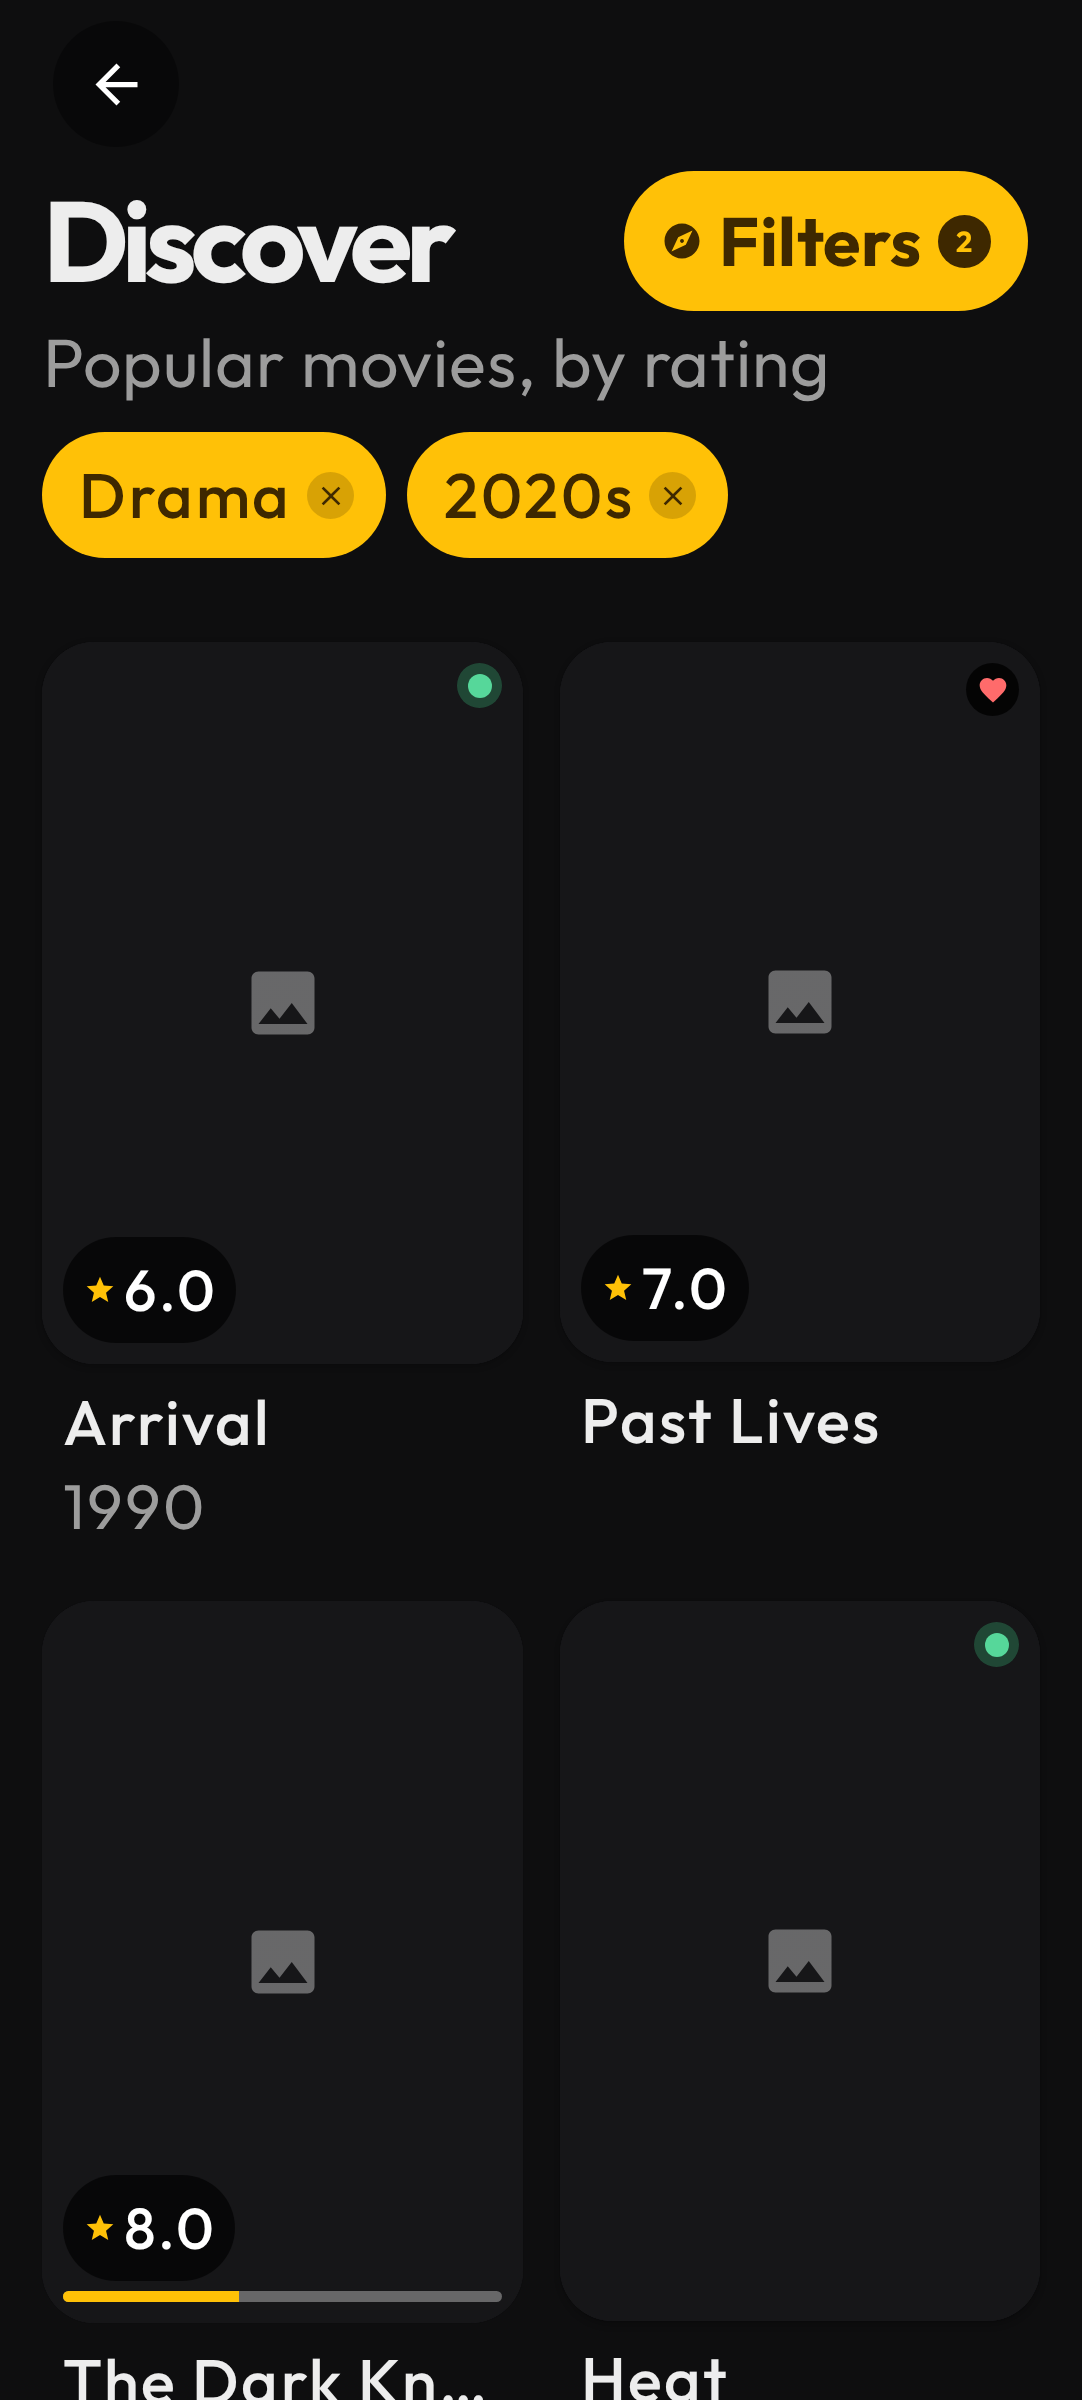 Discover
Filters 2
Popular movies, by rating
Drama
2020s
6.0
7.0
Arrival
Past Lives
1990
8.0
The Dark Kn...
Heat